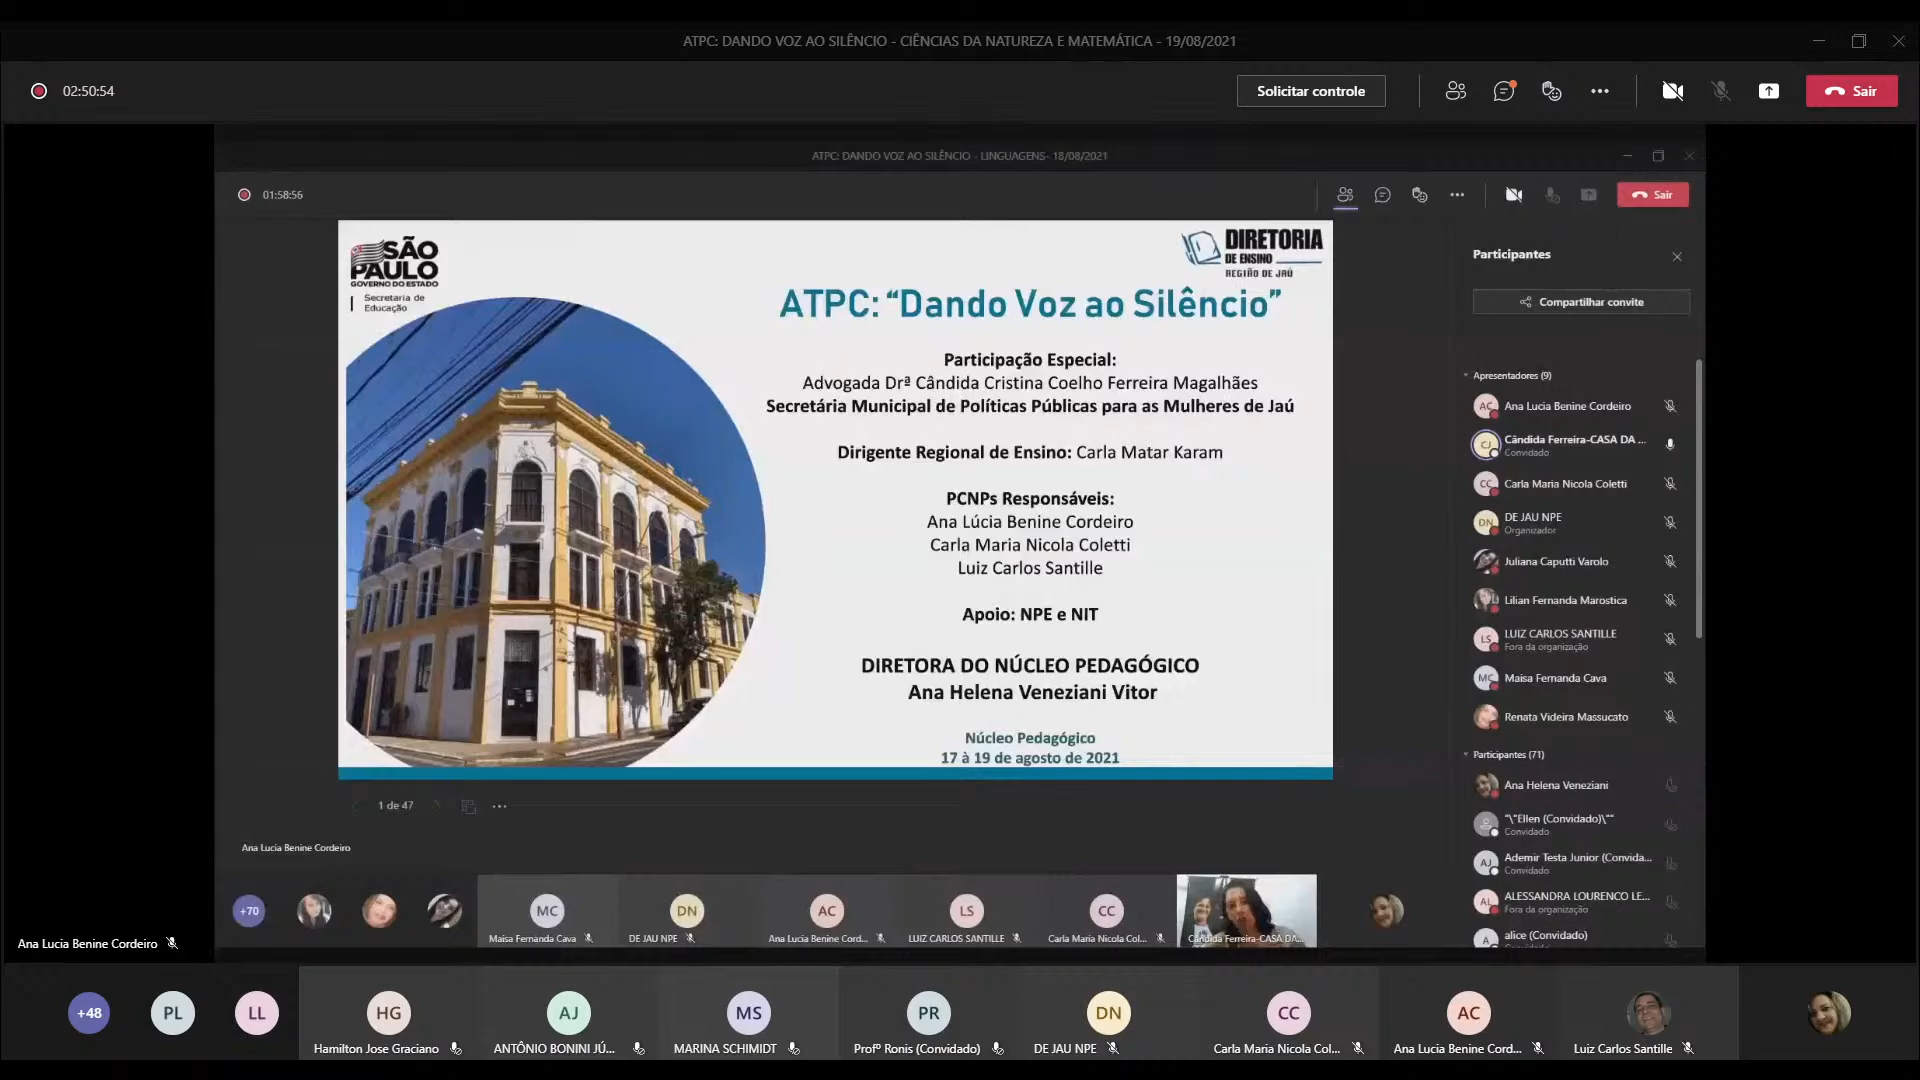 ATPC: DANDO VOZ AO SILÊNCIO - CIÊNCIAS DA NATUREZA E MATEMÁTICA - 19/08/2021
02:50:54
Solicitar controle
Sair
ATPC: DANDO VOZ AO SILÊNCIO - LINGUAGENS- 18/08/2021
01:58:56
Sair
SÃO
PAULO
GOVERNO DO ESTADO
Secretaria de
Educação
DIRETORIA
DE ENSINO
REGIÃO DE JAÚ
ATPC: “Dando Voz ao Silêncio”
Participação Especial:
Advogada Drª Cândida Cristina Coelho Ferreira Magalhães
Secretária Municipal de Políticas Públicas para as Mulheres de Jaú
Dirigente Regional de Ensino: Carla Matar Karam
PCNPs Responsáveis:
Ana Lúcia Benine Cordeiro
Carla Maria Nicola Coletti
Luiz Carlos Santille
Apoio: NPE e NIT
DIRETORA DO NÚCLEO PEDAGÓGICO
Ana Helena Veneziani Vitor
Núcleo Pedagógico
17 à 19 de agosto de 2021
1 de 47
Ana Lucia Benine Cordeiro
Participantes
Compartilhar convite
Apresentadores (9)
AC Ana Lucia Benine Cordeiro
CJ Cândida Ferreira-CASA DA ...
Convidado
CC Carla Maria Nicola Coletti
DN DE JAU NPE
Organizador
Juliana Caputti Varolo
Lilian Fernanda Marostica
LS LUIZ CARLOS SANTILLE
Fora da organização
MC Maisa Fernanda Cava
Renata Videira Massucato
Participantes (71)
Ana Helena Veneziani
"\"Ellen (Convidado)\""
Convidado
AJ Ademir Testa Junior (Convida...
Convidado
AL ALESSANDRA LOURENCO LE...
Fora da organização
A alice (Convidado)
+70
MC
Maisa Fernanda Cava
DN
DE JAU NPE
AC
Ana Lucia Benine Cord...
LS
LUIZ CARLOS SANTILLE
CC
Carla Maria Nicola Col...
Cândida Ferreira-CASA DA...
Ana Lucia Benine Cordeiro
+48
PL
LL
HG
Hamilton Jose Graciano
AJ
ANTÔNIO BONINI JÚ...
MS
MARINA SCHIMIDT
PR
Profº Ronis (Convidado)
DN
DE JAU NPE
CC
Carla Maria Nicola Col...
AC
Ana Lucia Benine Cord...
Luiz Carlos Santille